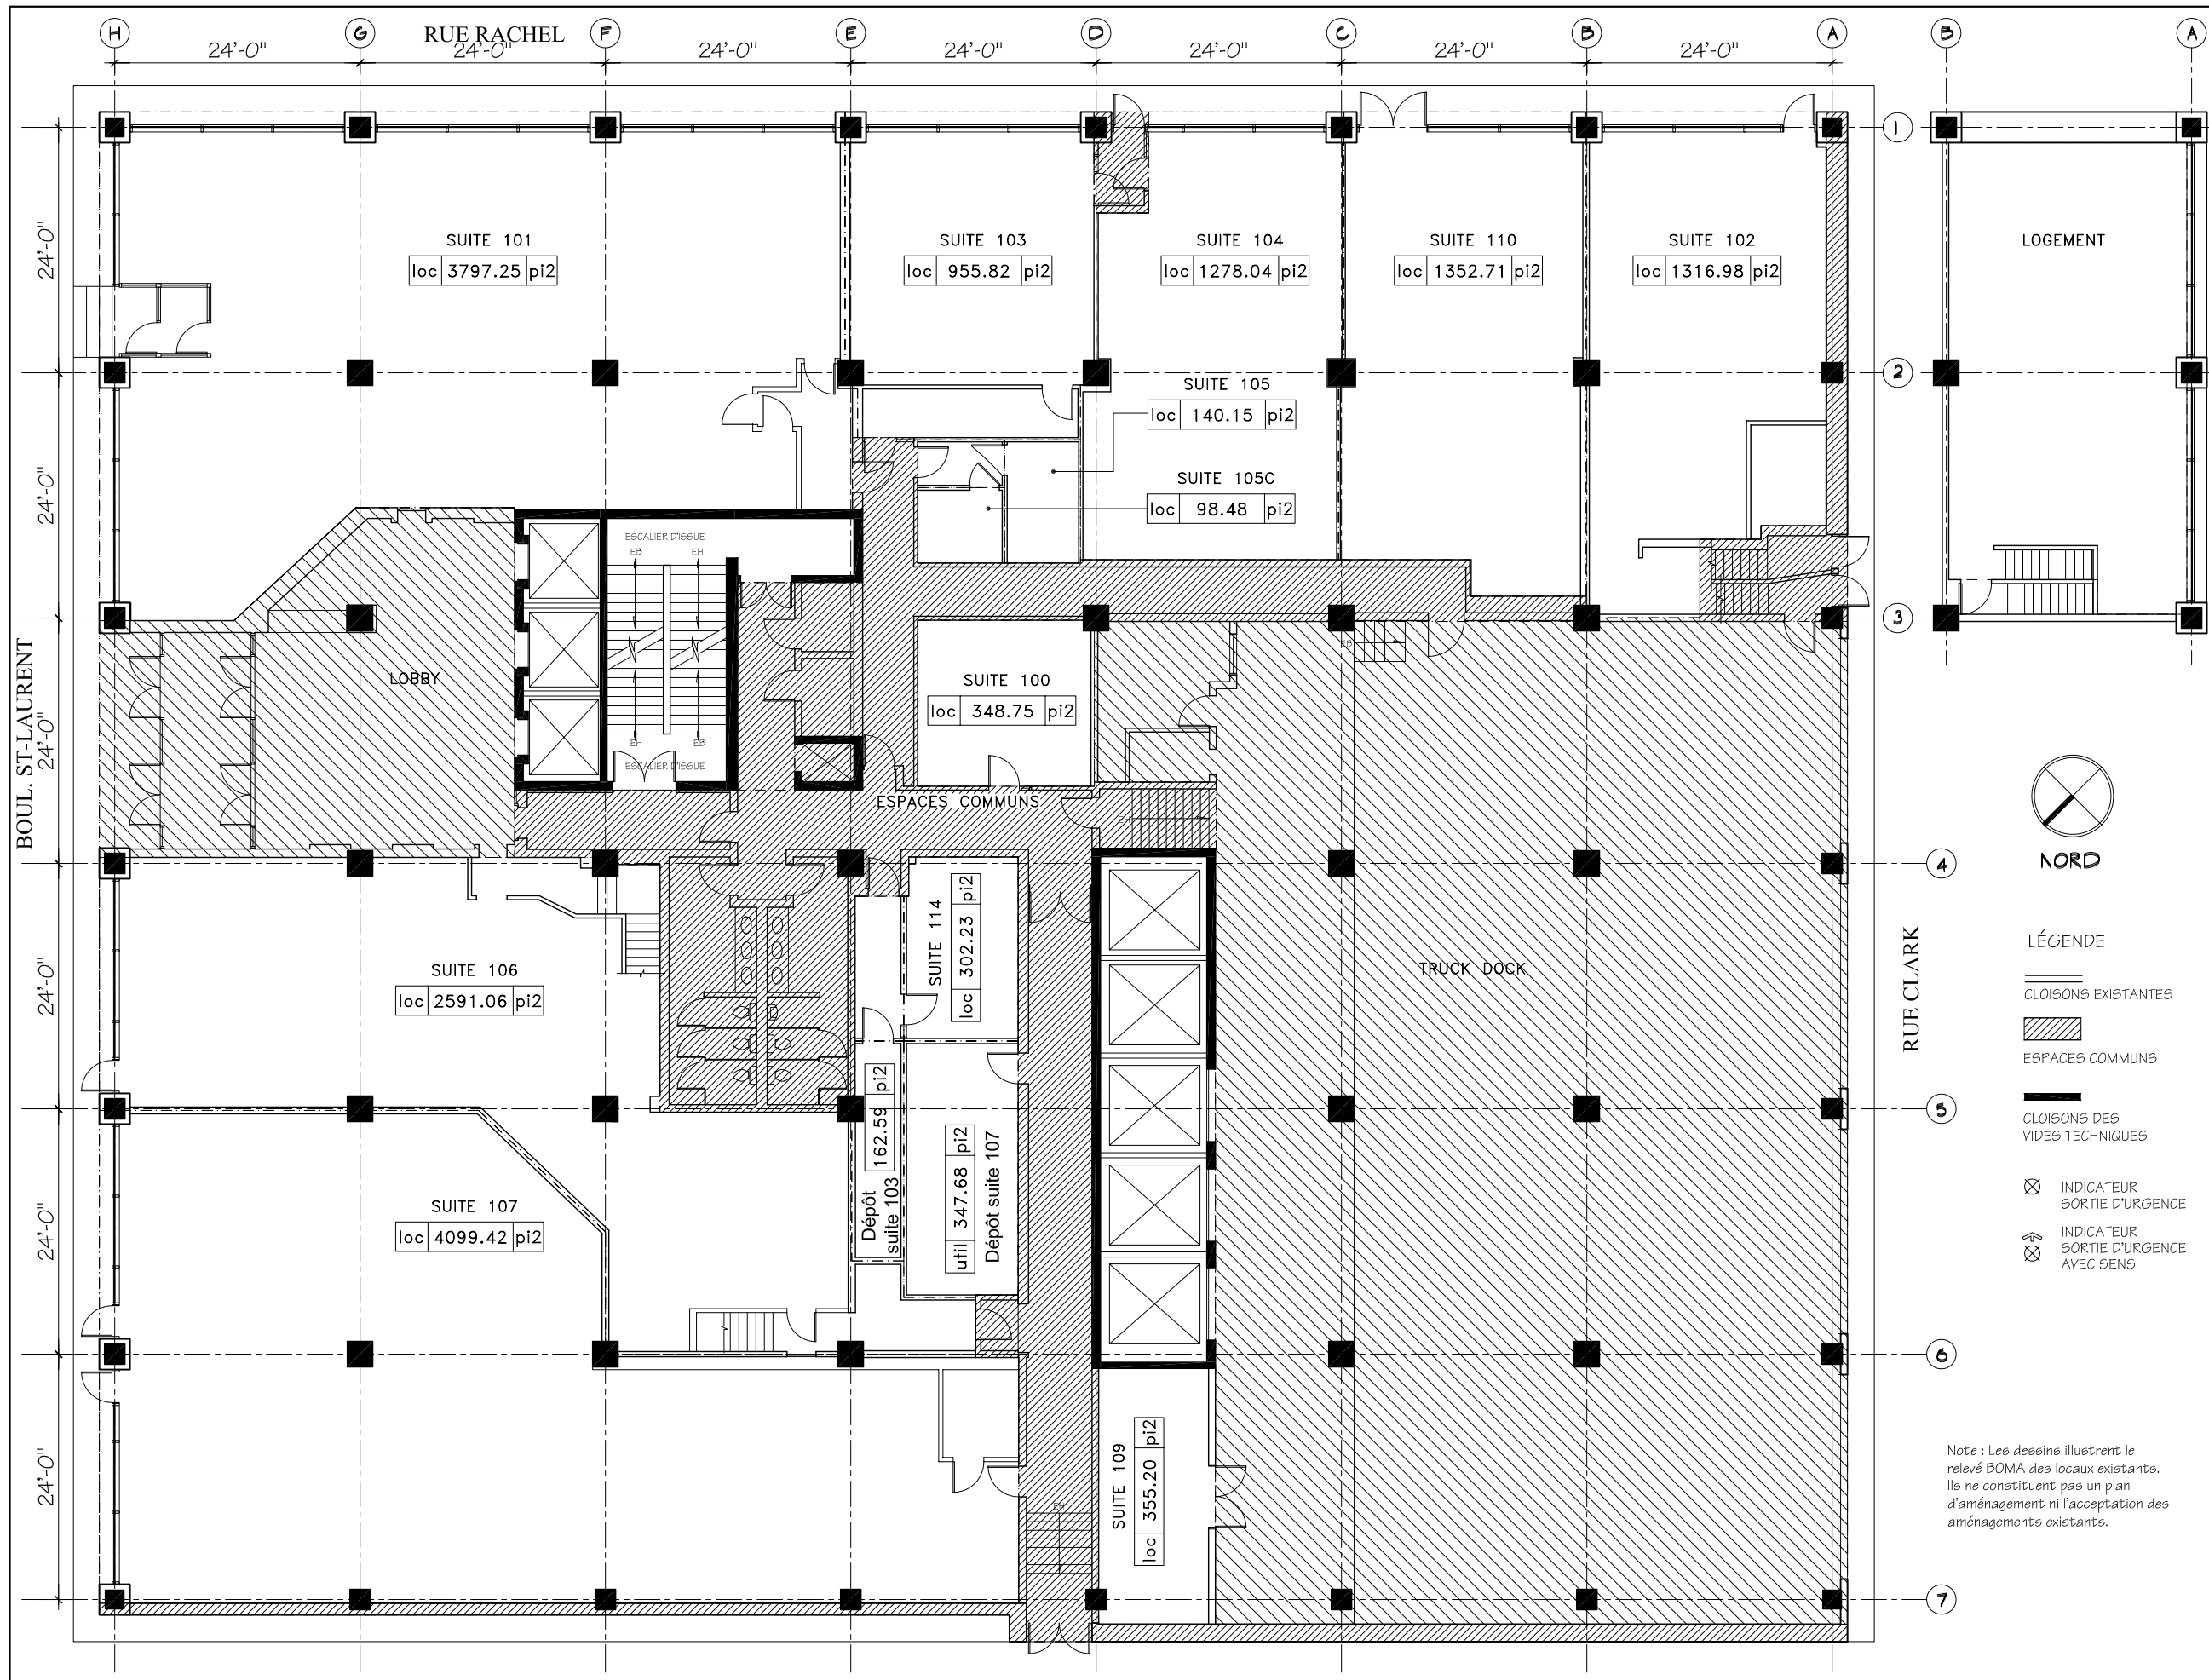 RUE RACHEL
H
G
F
E
D
C
B
A
B
A
24'-0"
24'-0"
24'-0"
24'-0"
24'-0"
24'-0"
24'-0"
1
2
3
4
5
6
7
24'-0"
24'-0"
24'-0"
24'-0"
24'-0"
24'-0"
BOUL. ST-LAURENT
RUE CLARK
SUITE 101
loc 3797.25 pi2
SUITE 103
loc 955.82 pi2
SUITE 104
loc 1278.04 pi2
SUITE 110
loc 1352.71 pi2
SUITE 102
loc 1316.98 pi2
LOGEMENT
SUITE 105
loc 140.15 pi2
SUITE 105C
loc 98.48 pi2
ESCALIER D'ISSUE
EB
EH
EH
EB
ESCALIER D'ISSUE
LOBBY
SUITE 100
loc 348.75 pi2
EB
ESPACES COMMUNS
EH
SUITE 106
loc 2591.06 pi2
SUITE 114
loc 302.23 pi2
TRUCK DOCK
162.59 pi2
Dépôt
suite 103
util 347.68 pi2
Dépôt suite 107
SUITE 107
loc 4099.42 pi2
SUITE 109
loc 355.20 pi2
EH
NORD
LÉGENDE
CLOISONS EXISTANTES
ESPACES COMMUNS
CLOISONS DES
VIDES TECHNIQUES
INDICATEUR
SORTIE D'URGENCE
INDICATEUR
SORTIE D'URGENCE
AVEC SENS
Note : Les dessins illustrent le
relevé BOMA des locaux existants.
Ils ne constituent pas un plan
d'aménagement ni l'acceptation des
aménagements existants.